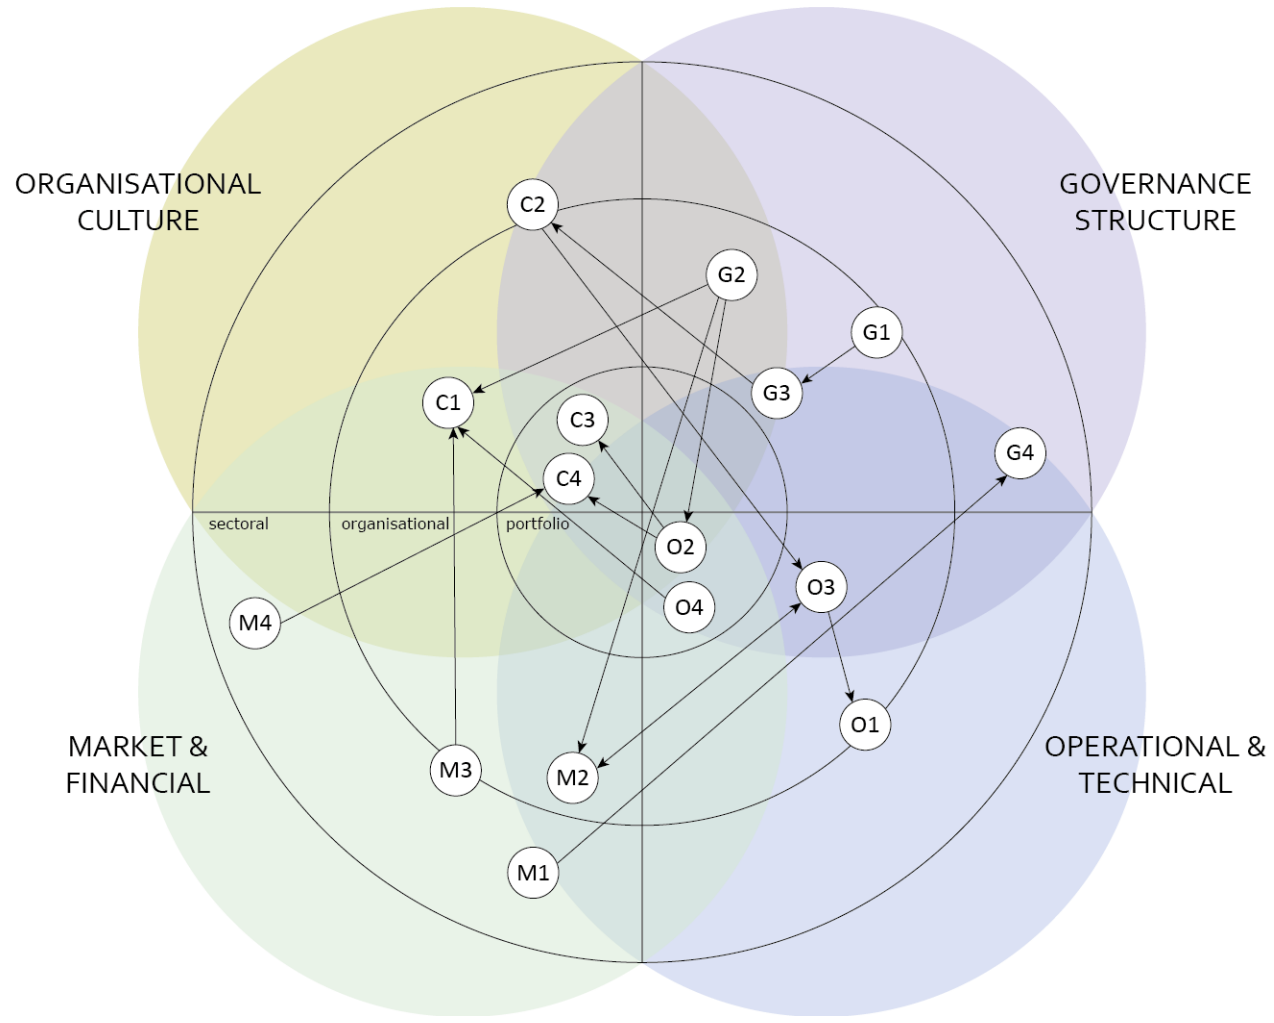 ORGANISATIONAL
CULTURE
GOVERNANCE
STRUCTURE
C2
G2
G1
G3
C1
C3
G4
C4
sectoral
organisational
portfolio
O2
O3
O4
M4
O1
MARKET &
FINANCIAL
OPERATIONAL &
TECHNICAL
M3
M2
M1